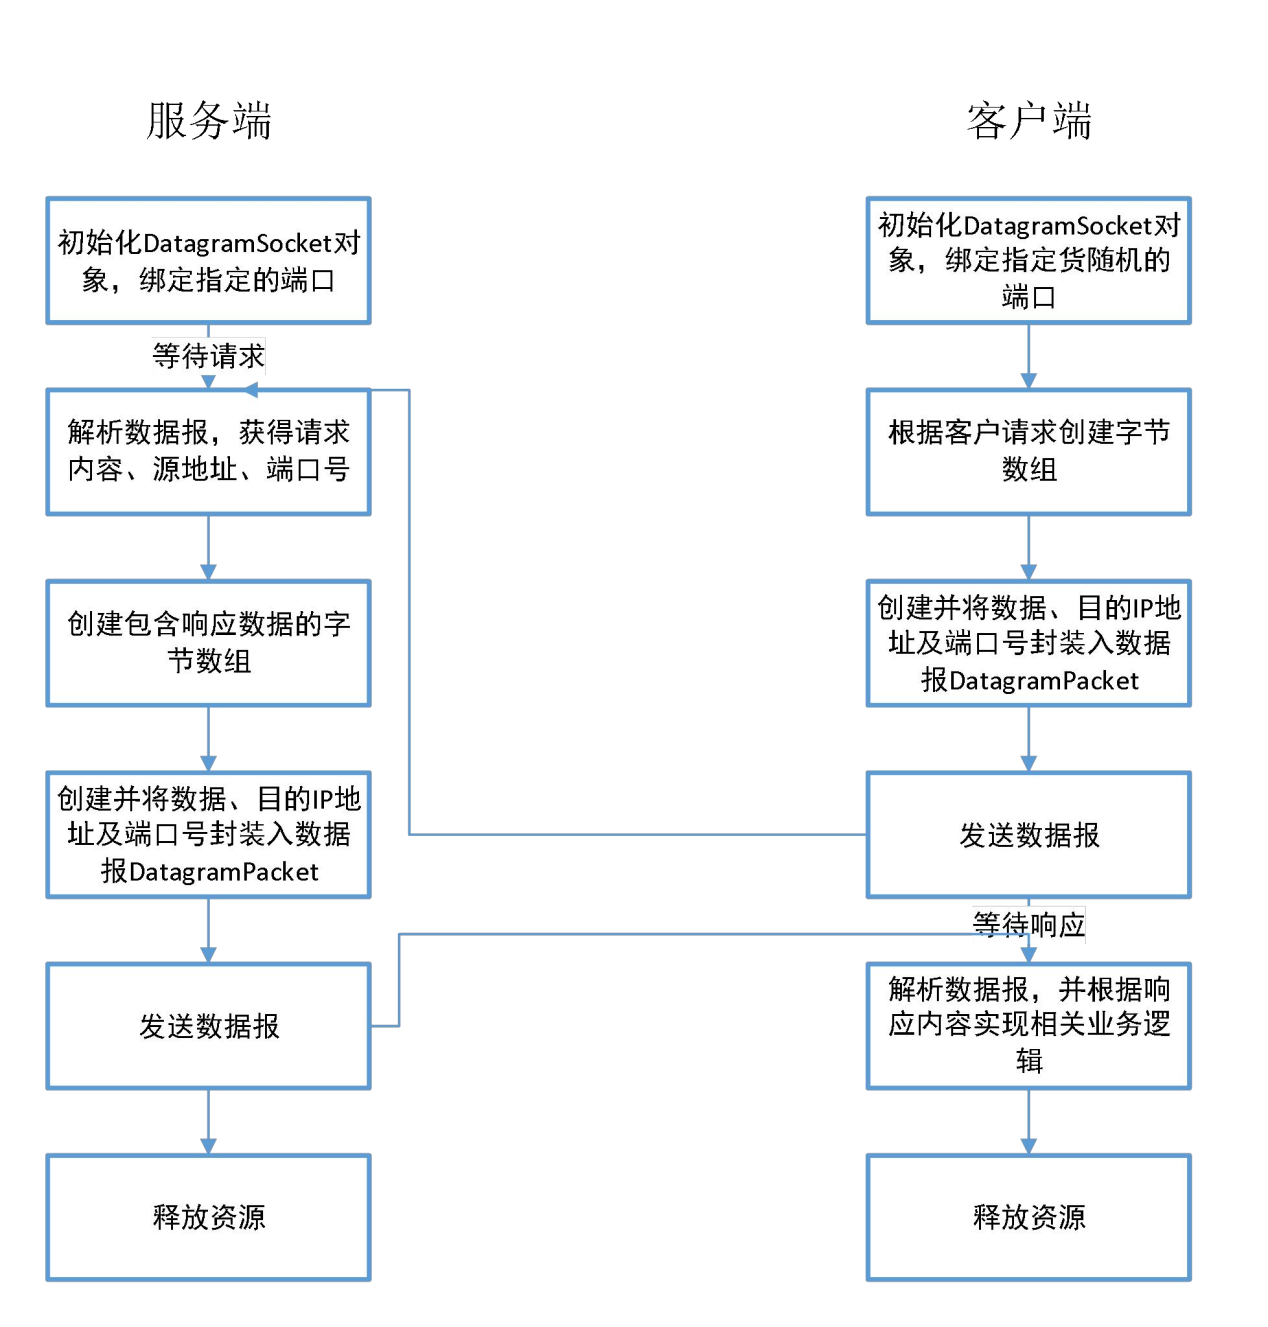 服务端
初始化DatagramSocket对
象，绑定指定的端口
等待请求
解析数据报，获得请求
内容、源地址、端口号
创建包含响应数据的字
节数组
创建并将数据、目的IP地
址及端口号封装入数据
报DatagramPacket
发送数据报
释放资源
客户端
初始化DatagramSocket对
象，绑定指定货随机的
端口
根据客户请求创建字节
数组
创建并将数据、目的IP地
址及端口号封装入数据
报DatagramPacket
发送数据报
等待响应
解析数据报，并根据响
应内容实现相关业务逻
辑
释放资源